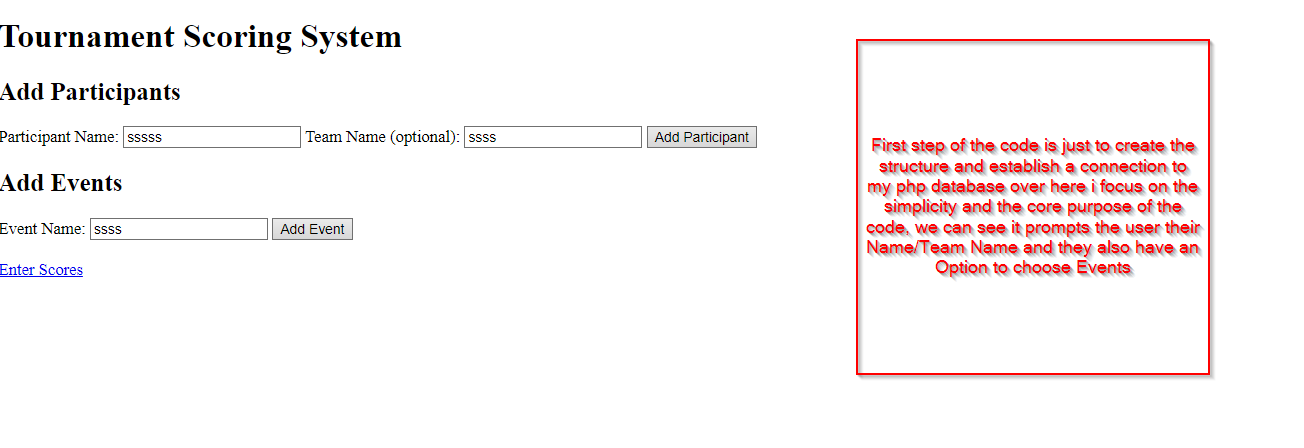 Tournament Scoring System
Add Participants
Participant Name: sssss Team Name (optional): ssss Add Participant
Add Events
Event Name: ssss Add Event
Enter Scores
First step of the code is just to create the
structure and establish a connection to
my php database over here i focus on the
simplicity and the core purpose of the
code, we can see it prompts the user their
Name/Team Name and they also have an
Option to choose Events